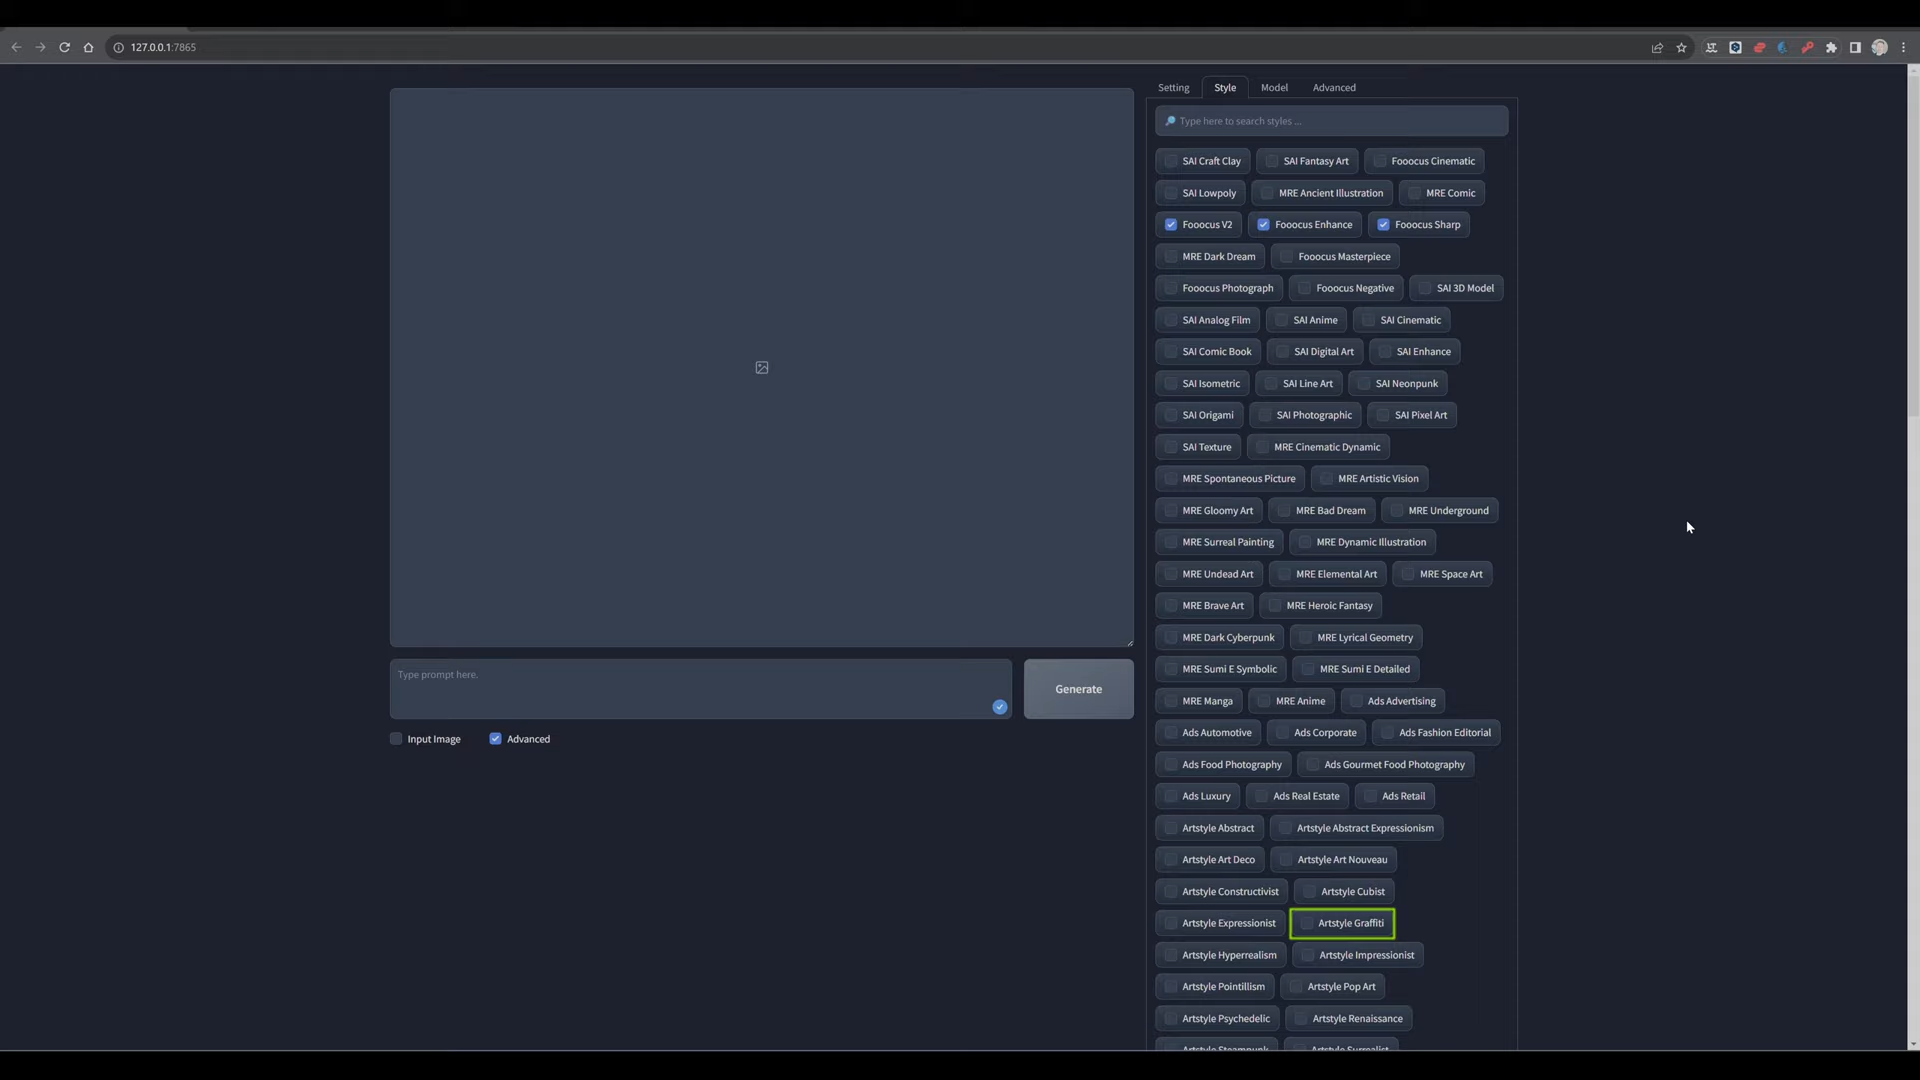 127.0.0.1:7865
Setting Style Model Advanced
Type here to search styles ...
SAI Craft Clay SAI Fantasy Art Fooocus Cinematic
SAI Lowpoly MRE Ancient Illustration MRE Comic
Fooocus V2 Fooocus Enhance Fooocus Sharp
MRE Dark Dream Fooocus Masterpiece
Fooocus Photograph Fooocus Negative SAI 3D Model
SAI Analog Film SAI Anime SAI Cinematic
SAI Comic Book SAI Digital Art SAI Enhance
SAI Isometric SAI Line Art SAI Neonpunk
SAI Origami SAI Photographic SAI Pixel Art
SAI Texture MRE Cinematic Dynamic
MRE Spontaneous Picture MRE Artistic Vision
MRE Gloomy Art MRE Bad Dream MRE Underground
MRE Surreal Painting MRE Dynamic Illustration
MRE Undead Art MRE Elemental Art MRE Space Art
MRE Brave Art MRE Heroic Fantasy
MRE Dark Cyberpunk MRE Lyrical Geometry
MRE Sumi E Symbolic MRE Sumi E Detailed
MRE Manga MRE Anime Ads Advertising
Ads Automotive Ads Corporate Ads Fashion Editorial
Ads Food Photography Ads Gourmet Food Photography
Ads Luxury Ads Real Estate Ads Retail
Artstyle Abstract Artstyle Abstract Expressionism
Artstyle Art Deco Artstyle Art Nouveau
Artstyle Constructivist Artstyle Cubist
Artstyle Expressionist Artstyle Graffiti
Artstyle Hyperrealism Artstyle Impressionist
Artstyle Pointillism Artstyle Pop Art
Artstyle Psychedelic Artstyle Renaissance
Artstyle Steampunk Artstyle Surrealist
Type prompt here.
Generate
Input Image Advanced